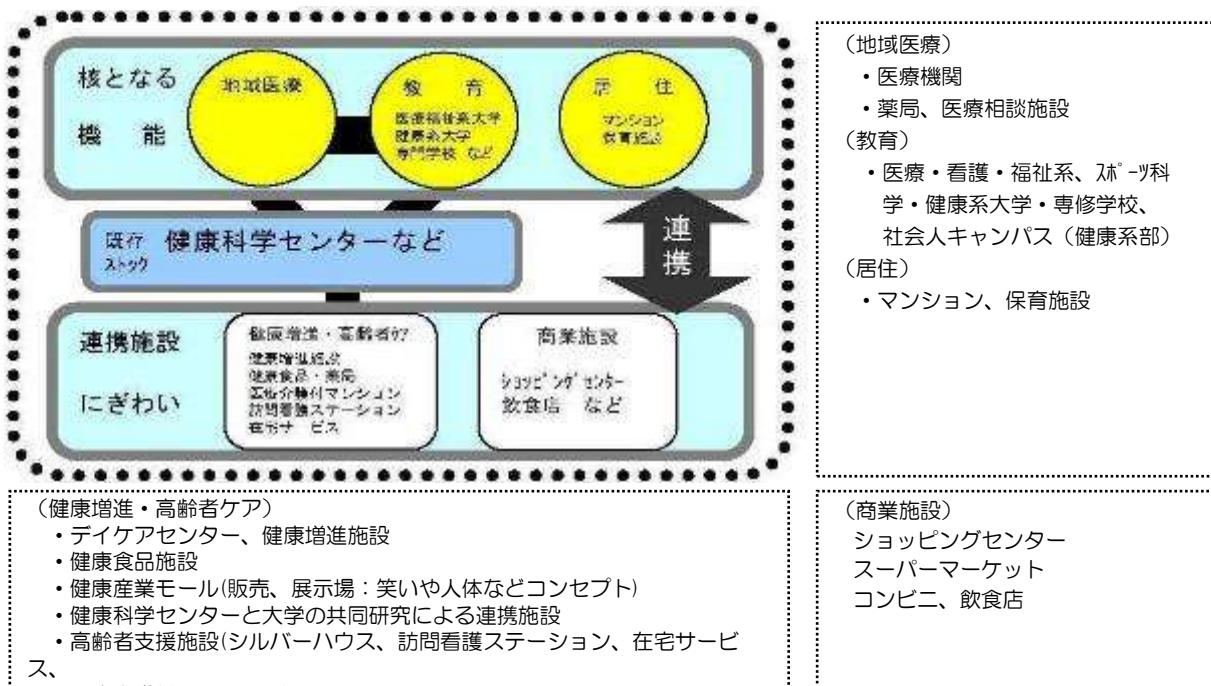 核となる
機　能
地域医療
教　育
医療福祉系大学
健康系大学
専門学校 など
居　住
マンション
保育施設
既存
ストック
健康科学センターなど
連携
連携施設
にぎわい
健康増進・高齢者ケア
健康増進施設
健康食品・薬局
医療介護付マンション
訪問看護ステーション
在宅サービス
商業施設
ショッピングセンター
飲食店　など
（地域医療）
・医療機関
・薬局、医療相談施設
（教育）
・医療・看護・福祉系、ｽﾎﾟｰﾂ科
学・健康系大学・専修学校、
社会人キャンパス（健康系部）
（居住）
・マンション、保育施設
（健康増進・高齢者ケア）
・デイケアセンター、健康増進施設
・健康食品施設
・健康産業モール(販売、展示場：笑いや人体などコンセプト)
・健康科学センターと大学の共同研究による連携施設
・高齢者支援施設(シルバーハウス、訪問看護ステーション、在宅サービ
ス、
（商業施設）
ショッピングセンター
スーパーマーケット
コンビニ、飲食店